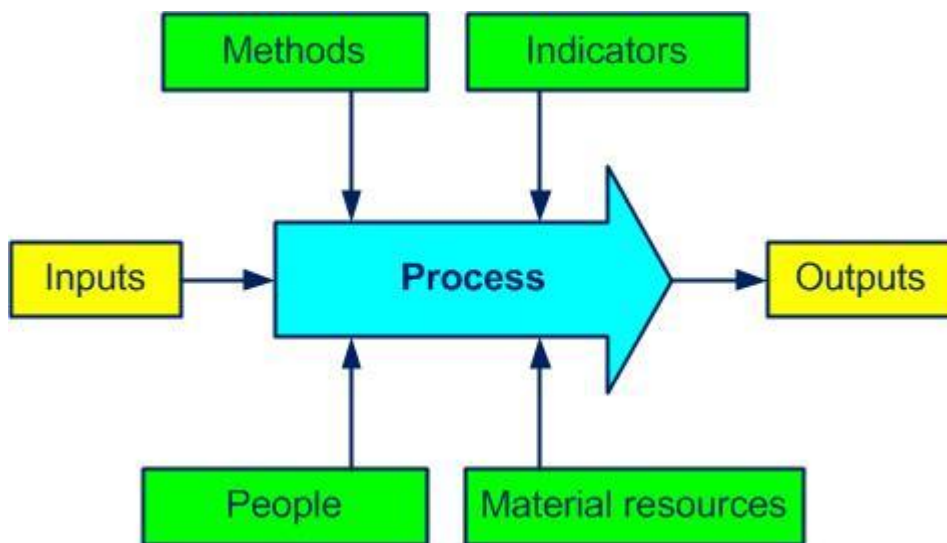 Methods
Indicators
Inputs
Process
Outputs
People
Material resources